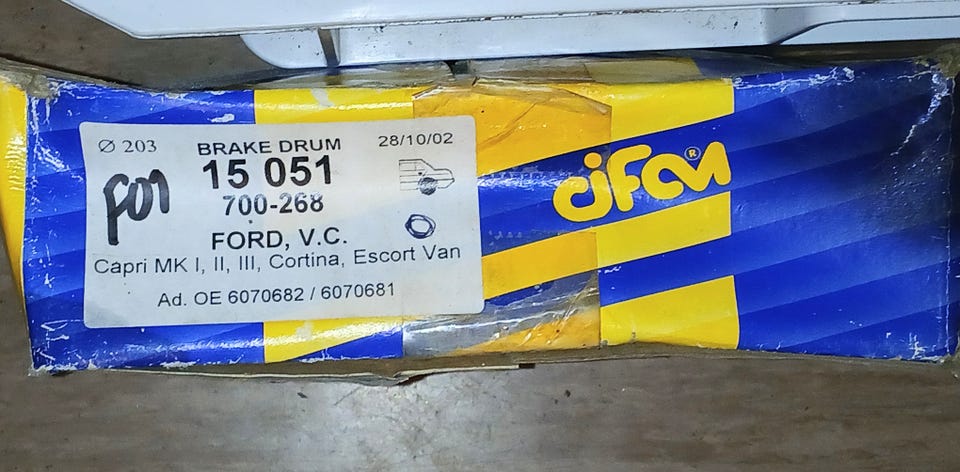 Ø 203
BRAKE DRUM
28/10/02
15 051
700-268
FORD, V.C.
Capri MK I, II, III, Cortina, Escort Van
Ad. OE 6070682 / 6070681
cifam®